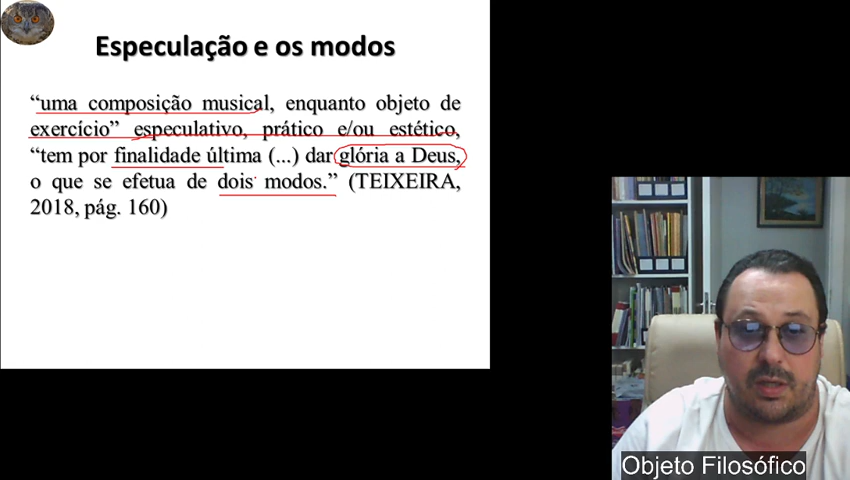 Especulação e os modos
“uma composição musical, enquanto objeto de
exercício” especulativo, prático e/ou estético,
“tem por finalidade última (...) dar glória a Deus,
o que se efetua de dois modos.” (TEIXEIRA,
2018, pág. 160)
Objeto Filosófico